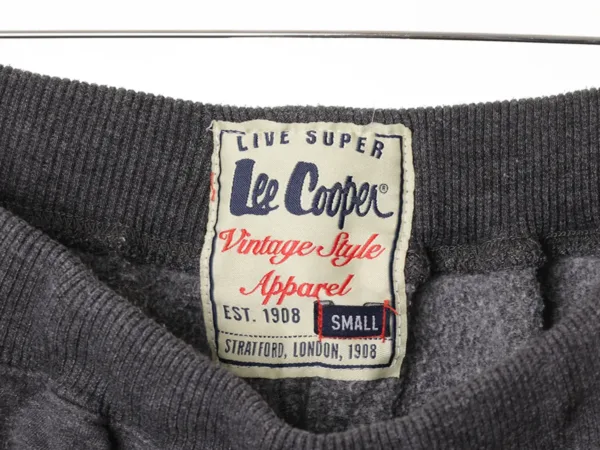 LIVE SUPER
Lee Cooper®
Vintage Style
Apparel
EST. 1908 SMALL
STRATFORD, LONDON, 1908